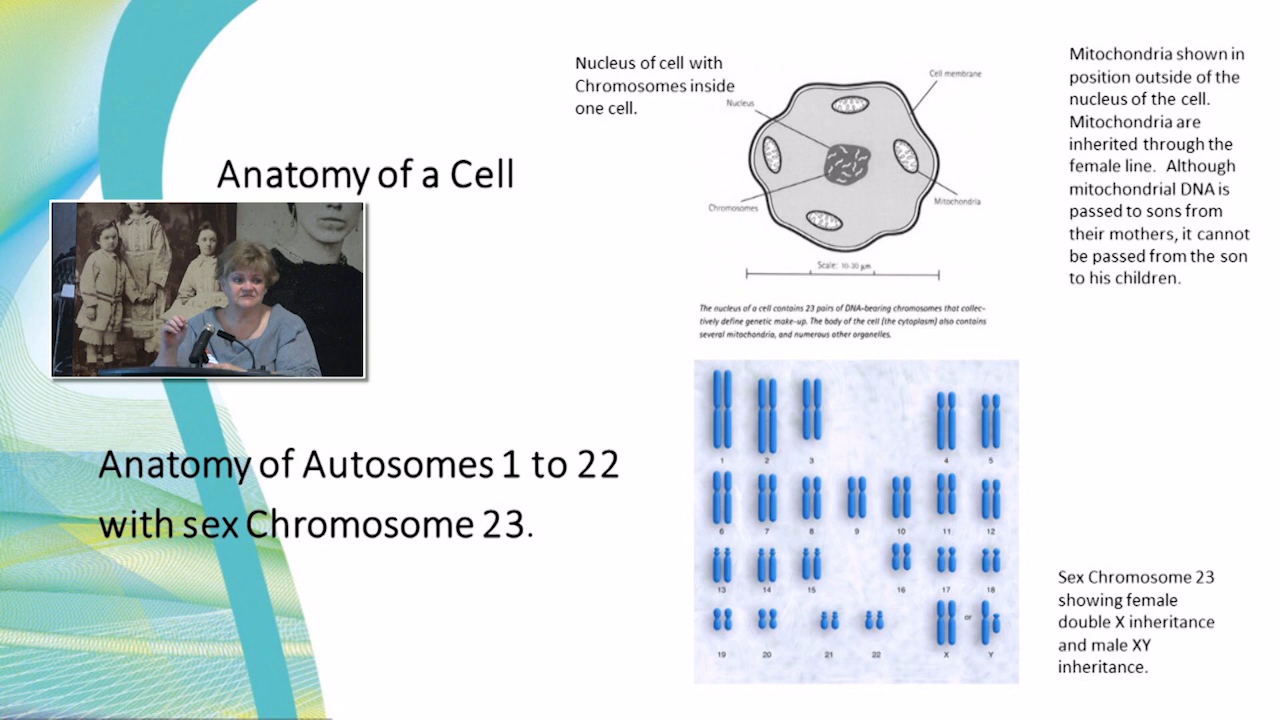 Anatomy of a Cell
Anatomy of Autosomes 1 to 22
with sex Chromosome 23.
Nucleus of cell with
Chromosomes inside
one cell.
Cell membrane
Nucleus
Chromosomes
Mitochondria
Scale: 10-30 µm
The nucleus of a cell contains 23 pairs of DNA-bearing chromosomes that collec-
tively define genetic make-up. The body of the cell (the cytoplasm) also contains
several mitochondria, and numerous other organelles.
Mitochondria shown in
position outside of the
nucleus of the cell.
Mitochondria are
inherited through the
female line. Although
mitochondrial DNA is
passed to sons from
their mothers, it cannot
be passed from the son
to his children.
1 2 3 4 5
6 7 8 9 10 11 12
13 14 15 16 17 18
or
19 20 21 22 X Y
Sex Chromosome 23
showing female
double X inheritance
and male XY
inheritance.